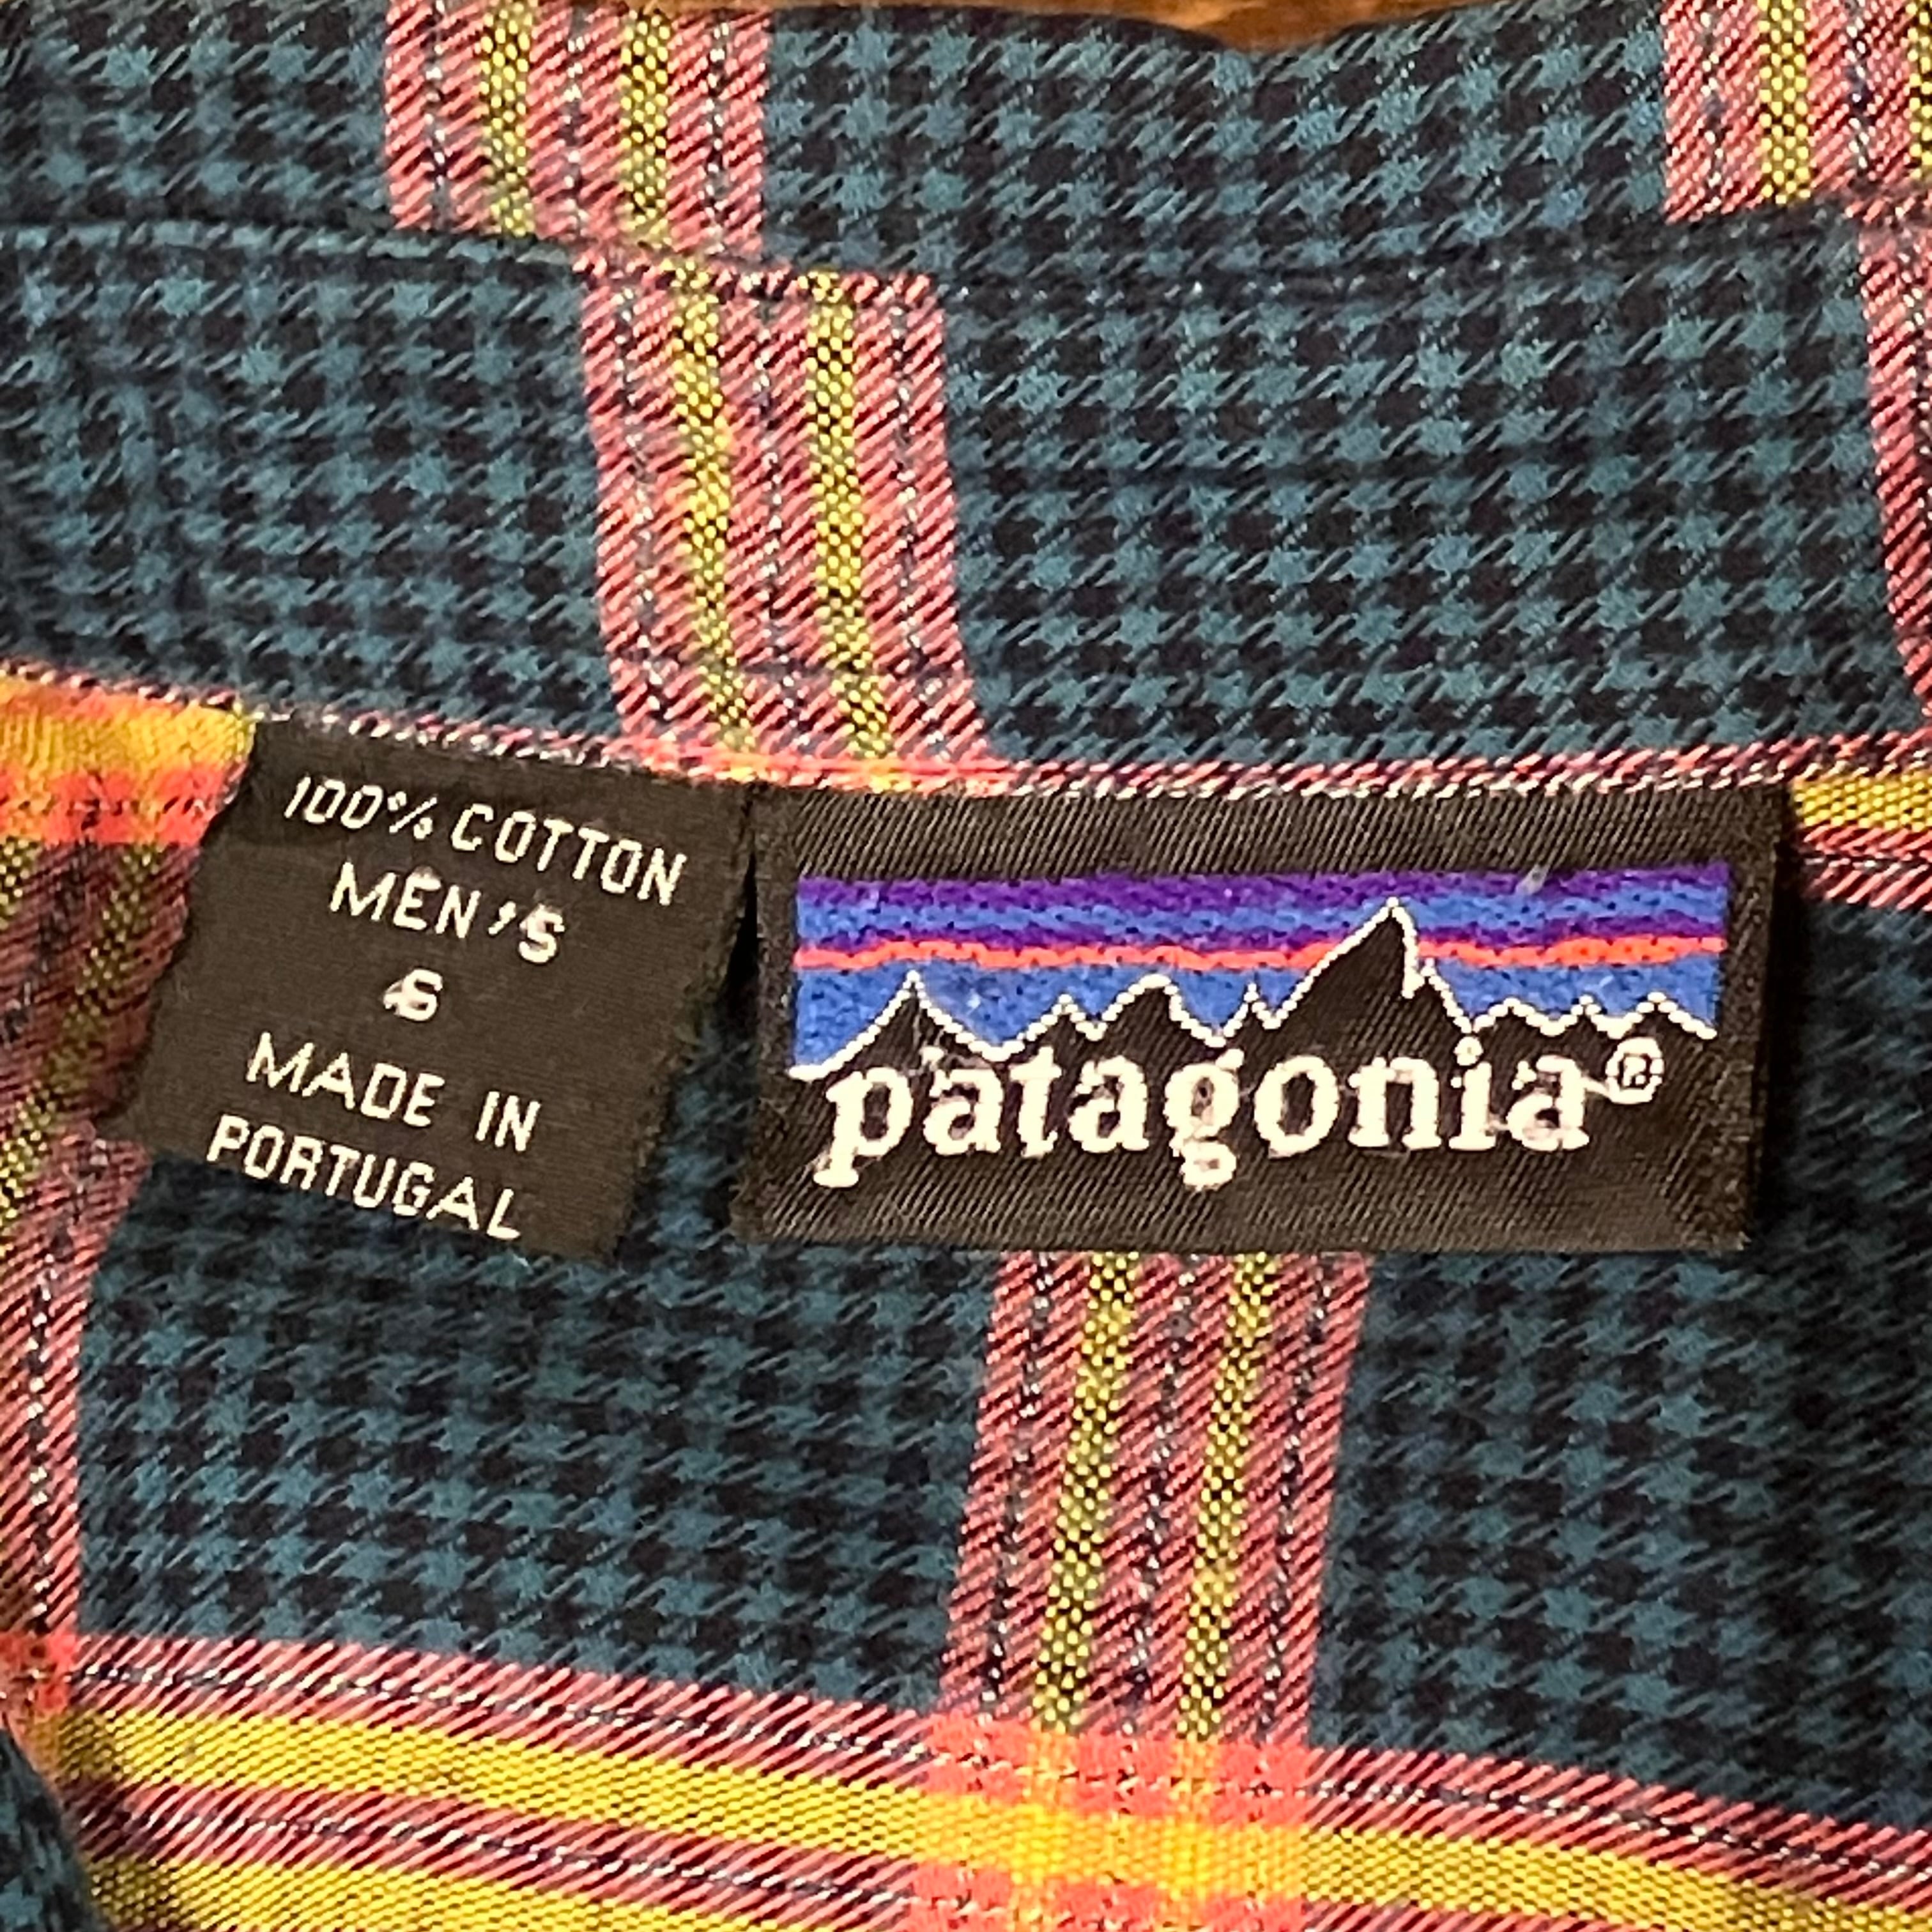 100% COTTON
MEN'S
MADE IN
PORTUGAL
patagonia®